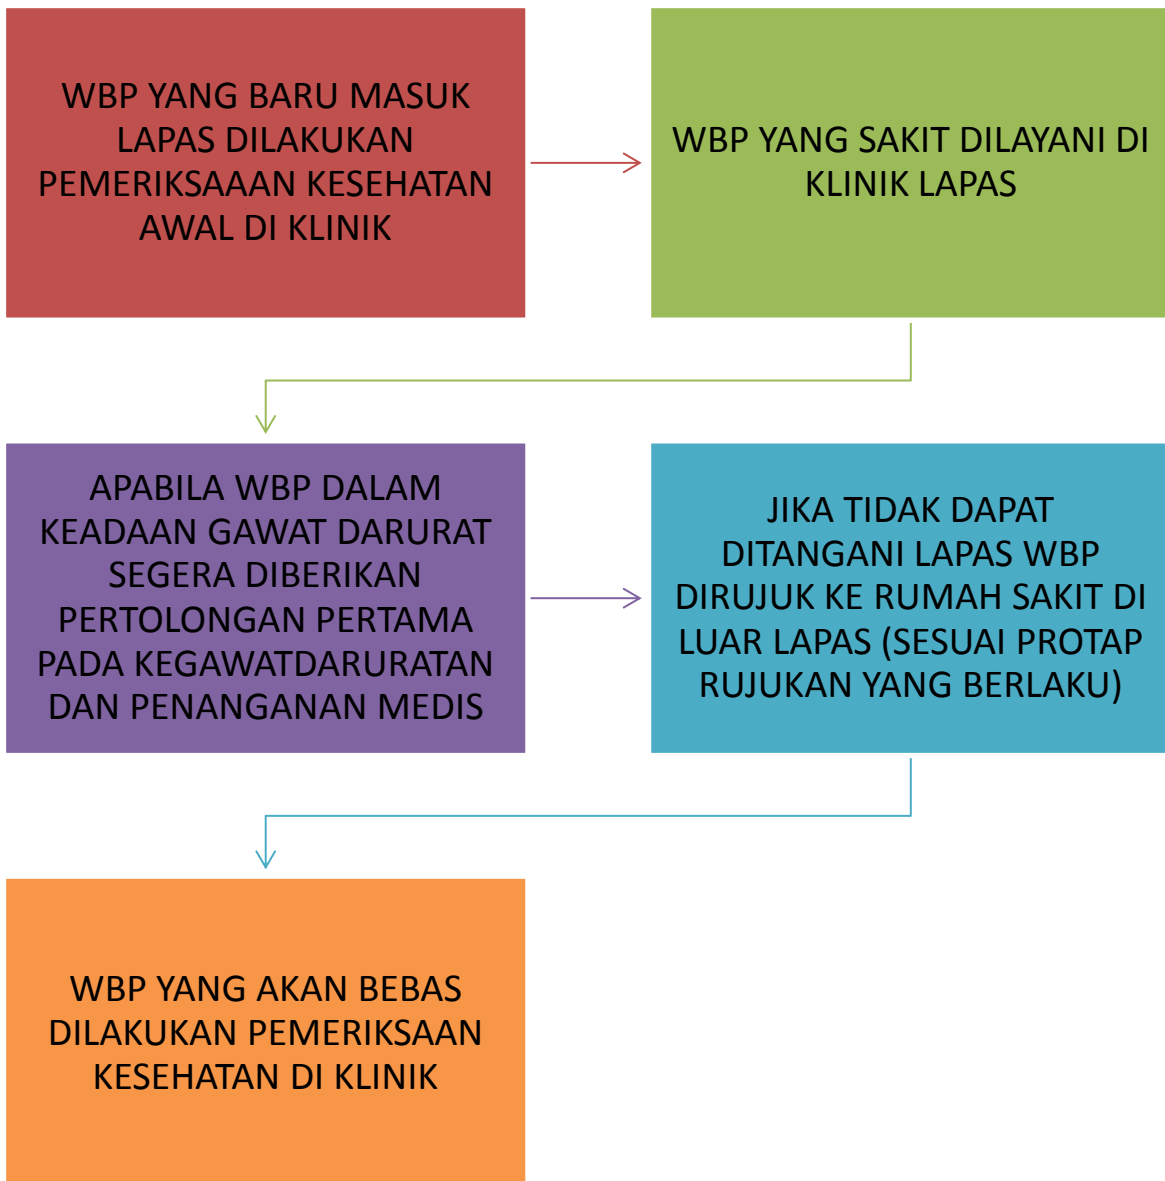 WBP YANG BARU MASUK
LAPAS DILAKUKAN
PEMERIKSAAAN KESEHATAN
AWAL DI KLINIK
WBP YANG SAKIT DILAYANI DI
KLINIK LAPAS
APABILA WBP DALAM
KEADAAN GAWAT DARURAT
SEGERA DIBERIKAN
PERTOLONGAN PERTAMA
PADA KEGAWATDARURATAN
DAN PENANGANAN MEDIS
JIKA TIDAK DAPAT
DITANGANI LAPAS WBP
DIRUJUK KE RUMAH SAKIT DI
LUAR LAPAS (SESUAI PROTAP
RUJUKAN YANG BERLAKU)
WBP YANG AKAN BEBAS
DILAKUKAN PEMERIKSAAN
KESEHATAN DI KLINIK